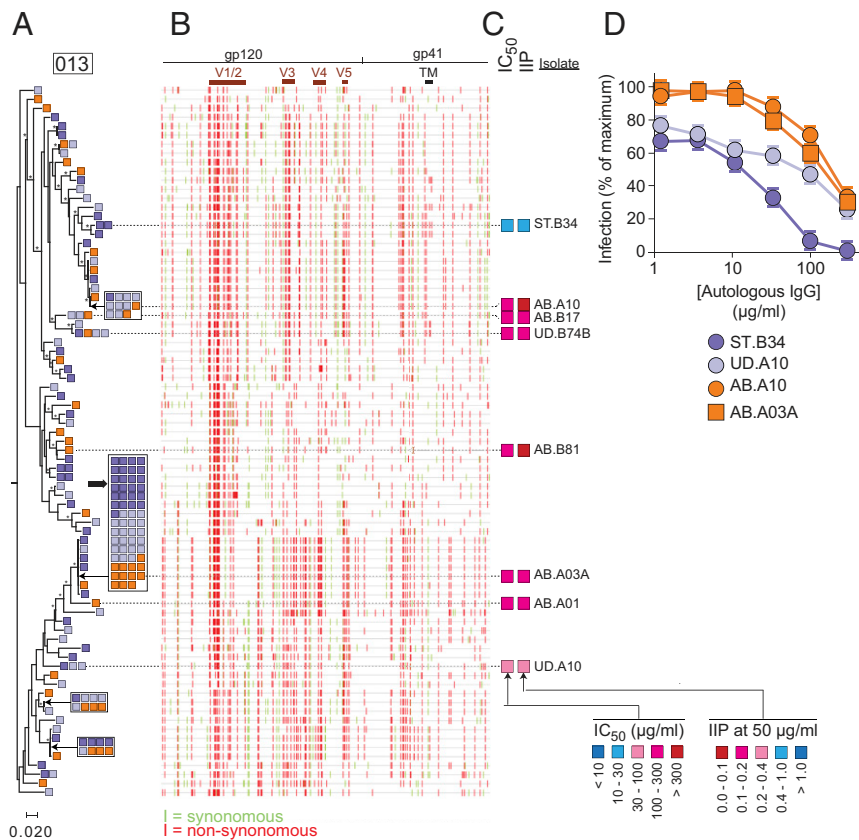 A
B
C
D
013
gp120
gp41
V1/2
V3
V4
V5
TM
IC50
IIP
Isolate
ST.B34
AB.A10
AB.B17
UD.B74B
AB.B81
AB.A03A
AB.A01
UD.A10
Infection (% of maximum)
100
80
60
40
20
0
1
10
100
[Autologous IgG]
(µg/ml)
ST.B34
UD.A10
AB.A10
AB.A03A
IC50 (µg/ml)
< 10
10 - 30
30 - 100
100 - 300
> 300
IIP at 50 µg/ml
0.0 - 0.1
0.1 - 0.2
0.2 - 0.4
0.4 - 1.0
> 1.0
0.020
I = synonomous
I = non-synonomous